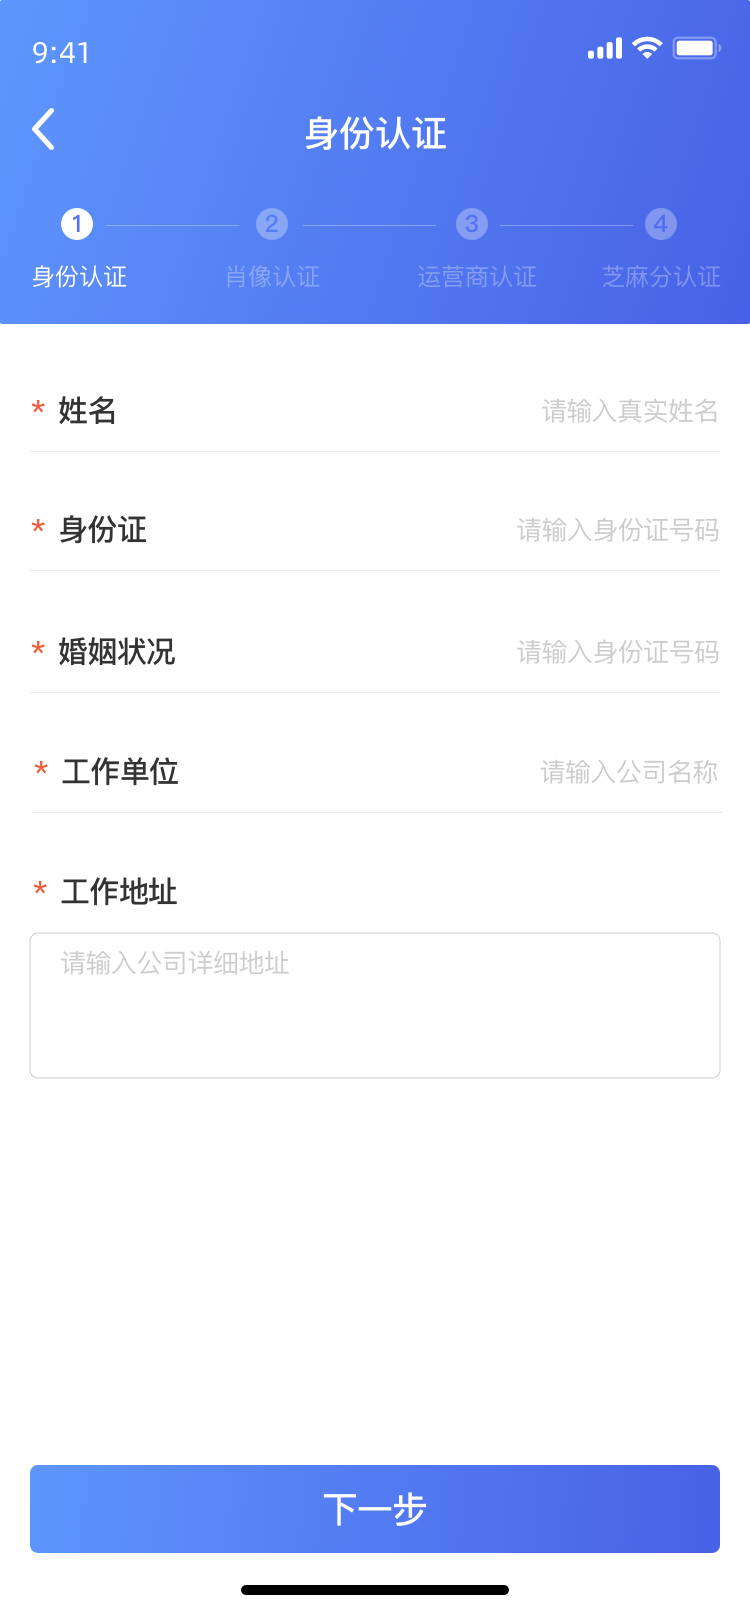 9:41
身份认证
1 2 3 4
身份认证 肖像认证 运营商认证 芝麻分认证
* 姓名 请输入真实姓名
* 身份证 请输入身份证号码
* 婚姻状况 请输入身份证号码
* 工作单位 请输入公司名称
* 工作地址
请输入公司详细地址
下一步